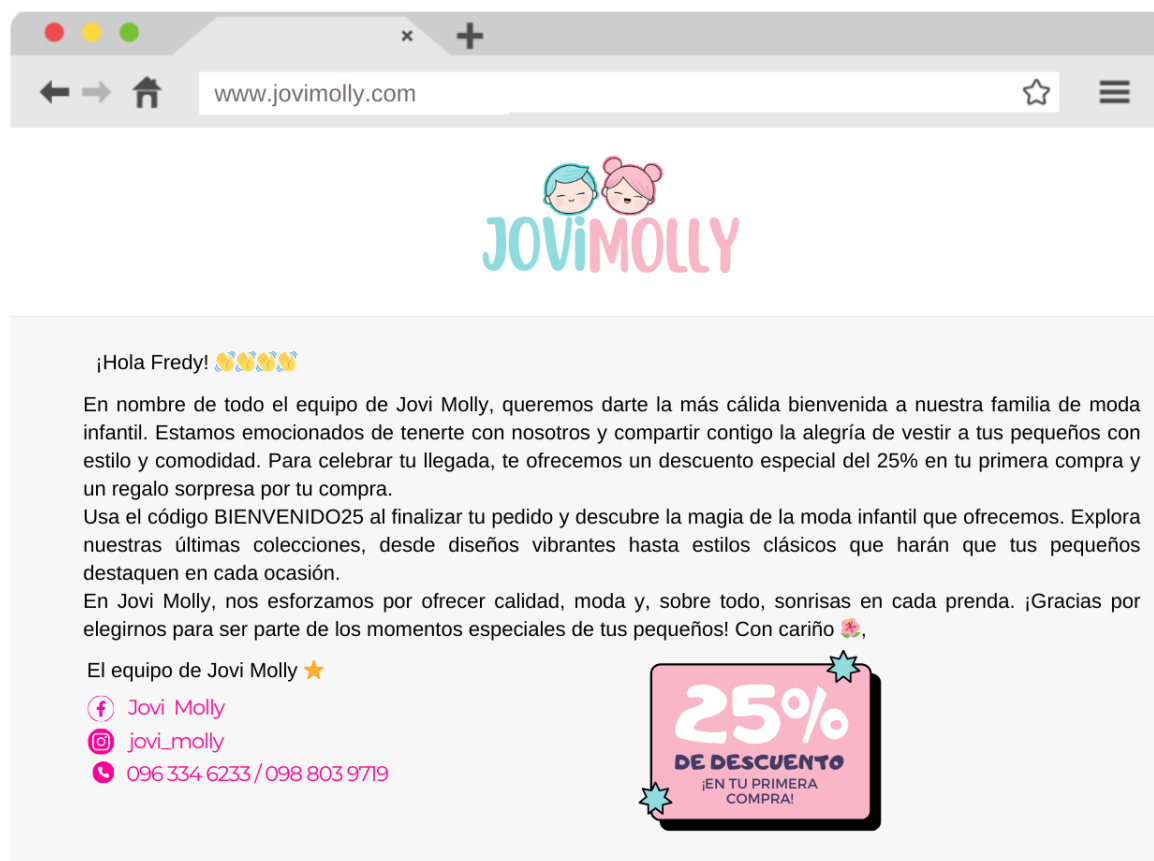 www.jovimolly.com
JOViMOLLY
¡Hola Fredy! 👋👋👋👋
En nombre de todo el equipo de Jovi Molly, queremos darte la más cálida bienvenida a nuestra familia de moda
infantil. Estamos emocionados de tenerte con nosotros y compartir contigo la alegría de vestir a tus pequeños con
estilo y comodidad. Para celebrar tu llegada, te ofrecemos un descuento especial del 25% en tu primera compra y
un regalo sorpresa por tu compra.
Usa el código BIENVENIDO25 al finalizar tu pedido y descubre la magia de la moda infantil que ofrecemos. Explora
nuestras últimas colecciones, desde diseños vibrantes hasta estilos clásicos que harán que tus pequeños
destaquen en cada ocasión.
En Jovi Molly, nos esforzamos por ofrecer calidad, moda y, sobre todo, sonrisas en cada prenda. ¡Gracias por
elegirnos para ser parte de los momentos especiales de tus pequeños! Con cariño 🌺,
El equipo de Jovi Molly ⭐
Jovi Molly
jovi_molly
096 334 6233 / 098 803 9719
25%
DE DESCUENTO
¡EN TU PRIMERA
COMPRA!